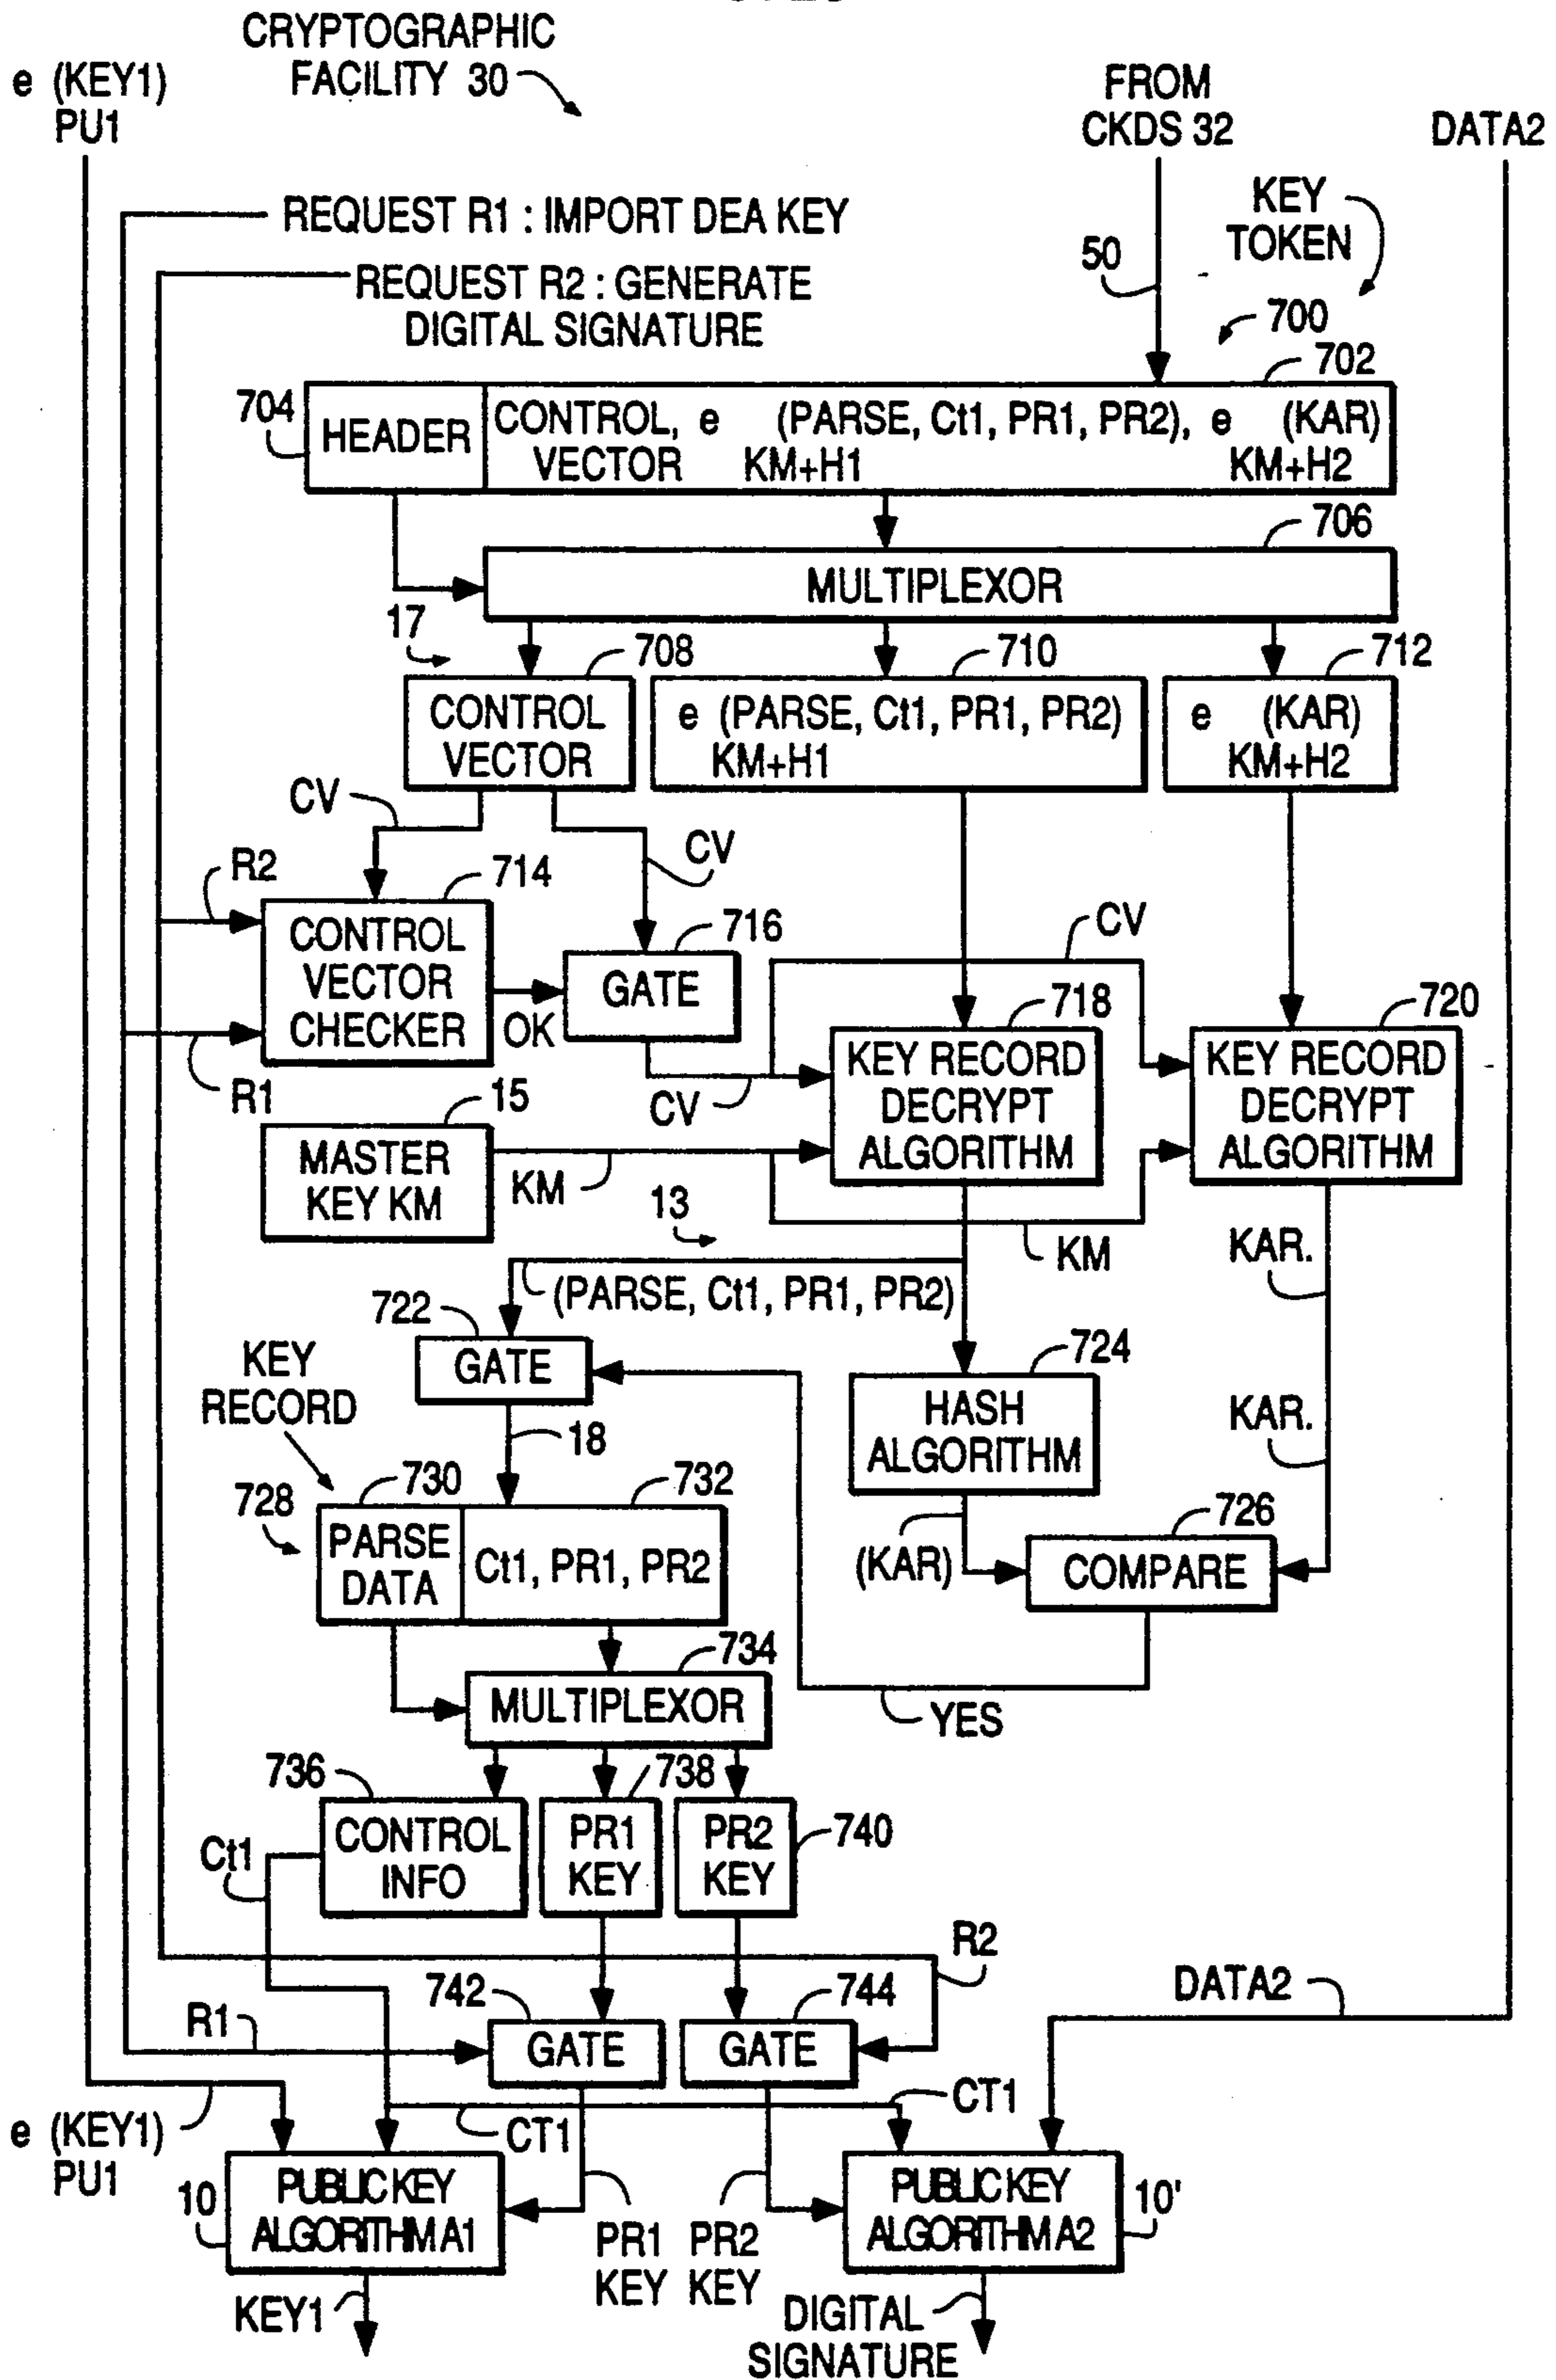 CRYPTOGRAPHIC
FACILITY 30
e (KEY1)
PU1
FROM
CKDS 32
DATA2
REQUEST R1 : IMPORT DEA KEY
KEY
TOKEN
50
REQUEST R2 : GENERATE
DIGITAL SIGNATURE
700
702
704
HEADER
CONTROL, e (PARSE, Ct1, PR1, PR2), e (KAR)
VECTOR KM+H1 KM+H2
706
MULTIPLEXOR
17
708
710
712
CONTROL
VECTOR
e (PARSE, Ct1, PR1, PR2)
KM+H1
e (KAR)
KM+H2
CV
CV
R2
714
716
CV
CONTROL
VECTOR
CHECKER
OK
GATE
718
720
KEY RECORD
DECRYPT
ALGORITHM
KEY RECORD
DECRYPT
ALGORITHM
R1
15
CV
MASTER
KEY KM
KM
13
KM
KAR.
(PARSE, Ct1, PR1, PR2)
722
GATE
724
KEY
RECORD
HASH
ALGORITHM
KAR.
18
728
730
732
726
PARSE
DATA
Ct1, PR1, PR2
(KAR)
COMPARE
734
MULTIPLEXOR
YES
736
738
740
Ct1
CONTROL
INFO
PR1
KEY
PR2
KEY
R2
742
744
DATA2
R1
GATE
GATE
e (KEY1)
PU1
CT1
CT1
10
PUBLIC KEY
ALGORITHM A1
PUBLIC KEY
ALGORITHM A2
10'
PR1
KEY
PR2
KEY
KEY1
DIGITAL
SIGNATURE